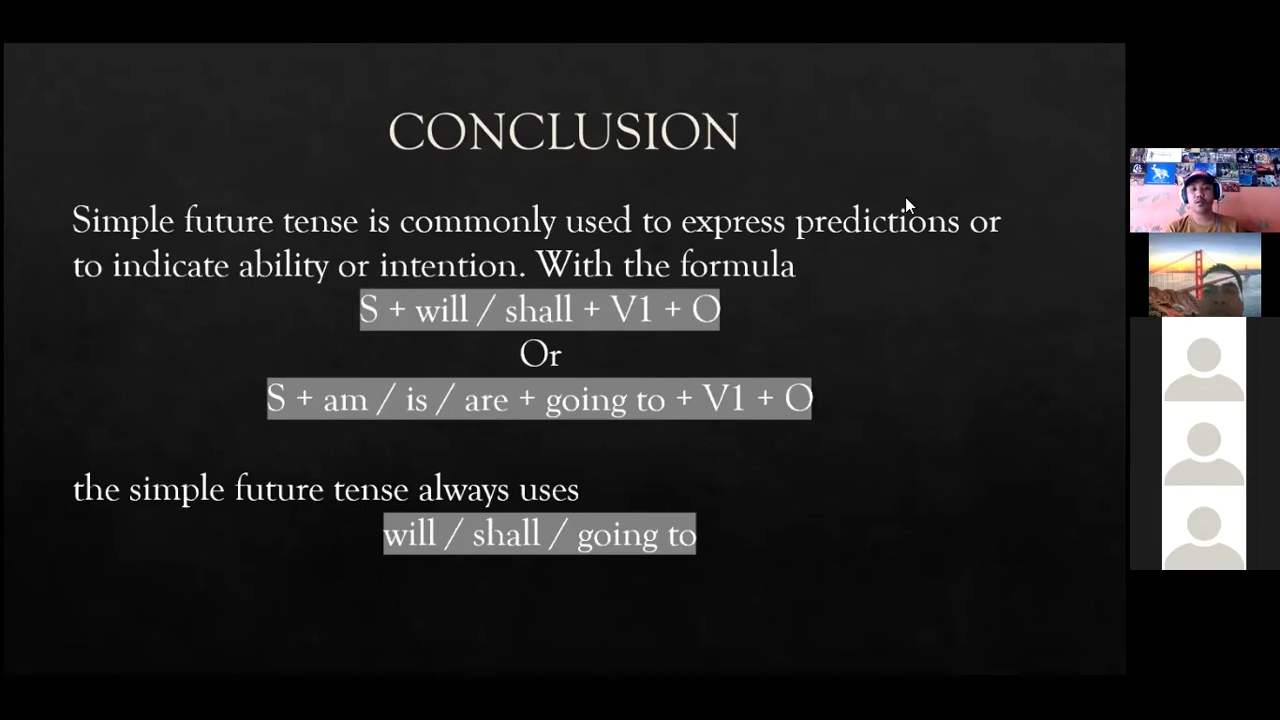 CONCLUSION
Simple future tense is commonly used to express predictions or
to indicate ability or intention. With the formula
S + will / shall + V1 + O
Or
S + am / is / are + going to + V1 + O
the simple future tense always uses
will / shall / going to